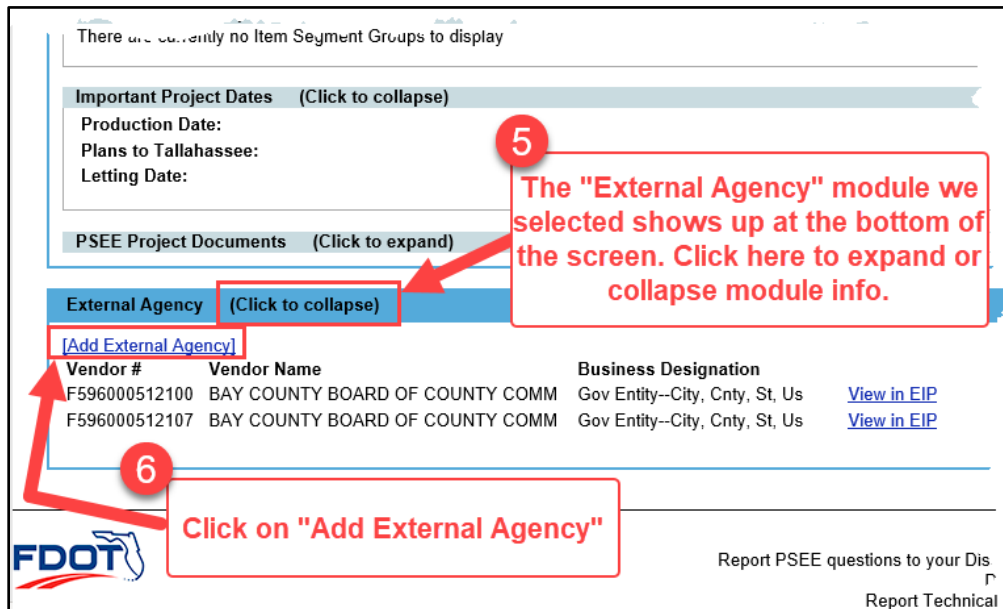 There are currently no Item Segment Groups to display
Important Project Dates (Click to collapse)
Production Date:
Plans to Tallahassee:
Letting Date:
5
The "External Agency" module we
selected shows up at the bottom of
the screen. Click here to expand or
collapse module info.
PSEE Project Documents (Click to expand)
External Agency (Click to collapse)
[Add External Agency]
Vendor # Vendor Name Business Designation
F596000512100 BAY COUNTY BOARD OF COUNTY COMM Gov Entity--City, Cnty, St, Us View in EIP
F596000512107 BAY COUNTY BOARD OF COUNTY COMM Gov Entity--City, Cnty, St, Us View in EIP
6
Click on "Add External Agency"
FDOT
Report PSEE questions to your Dis
Report Technical